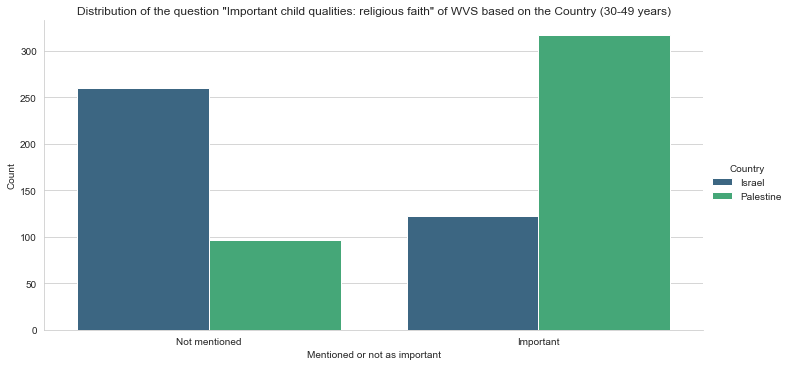 Distribution of the question "Important child qualities: religious faith" of WVS based on the Country (30-49 years)
300
250
200
150
100
50
0
Count
Not mentioned
Important
Mentioned or not as important
Country
Israel
Palestine